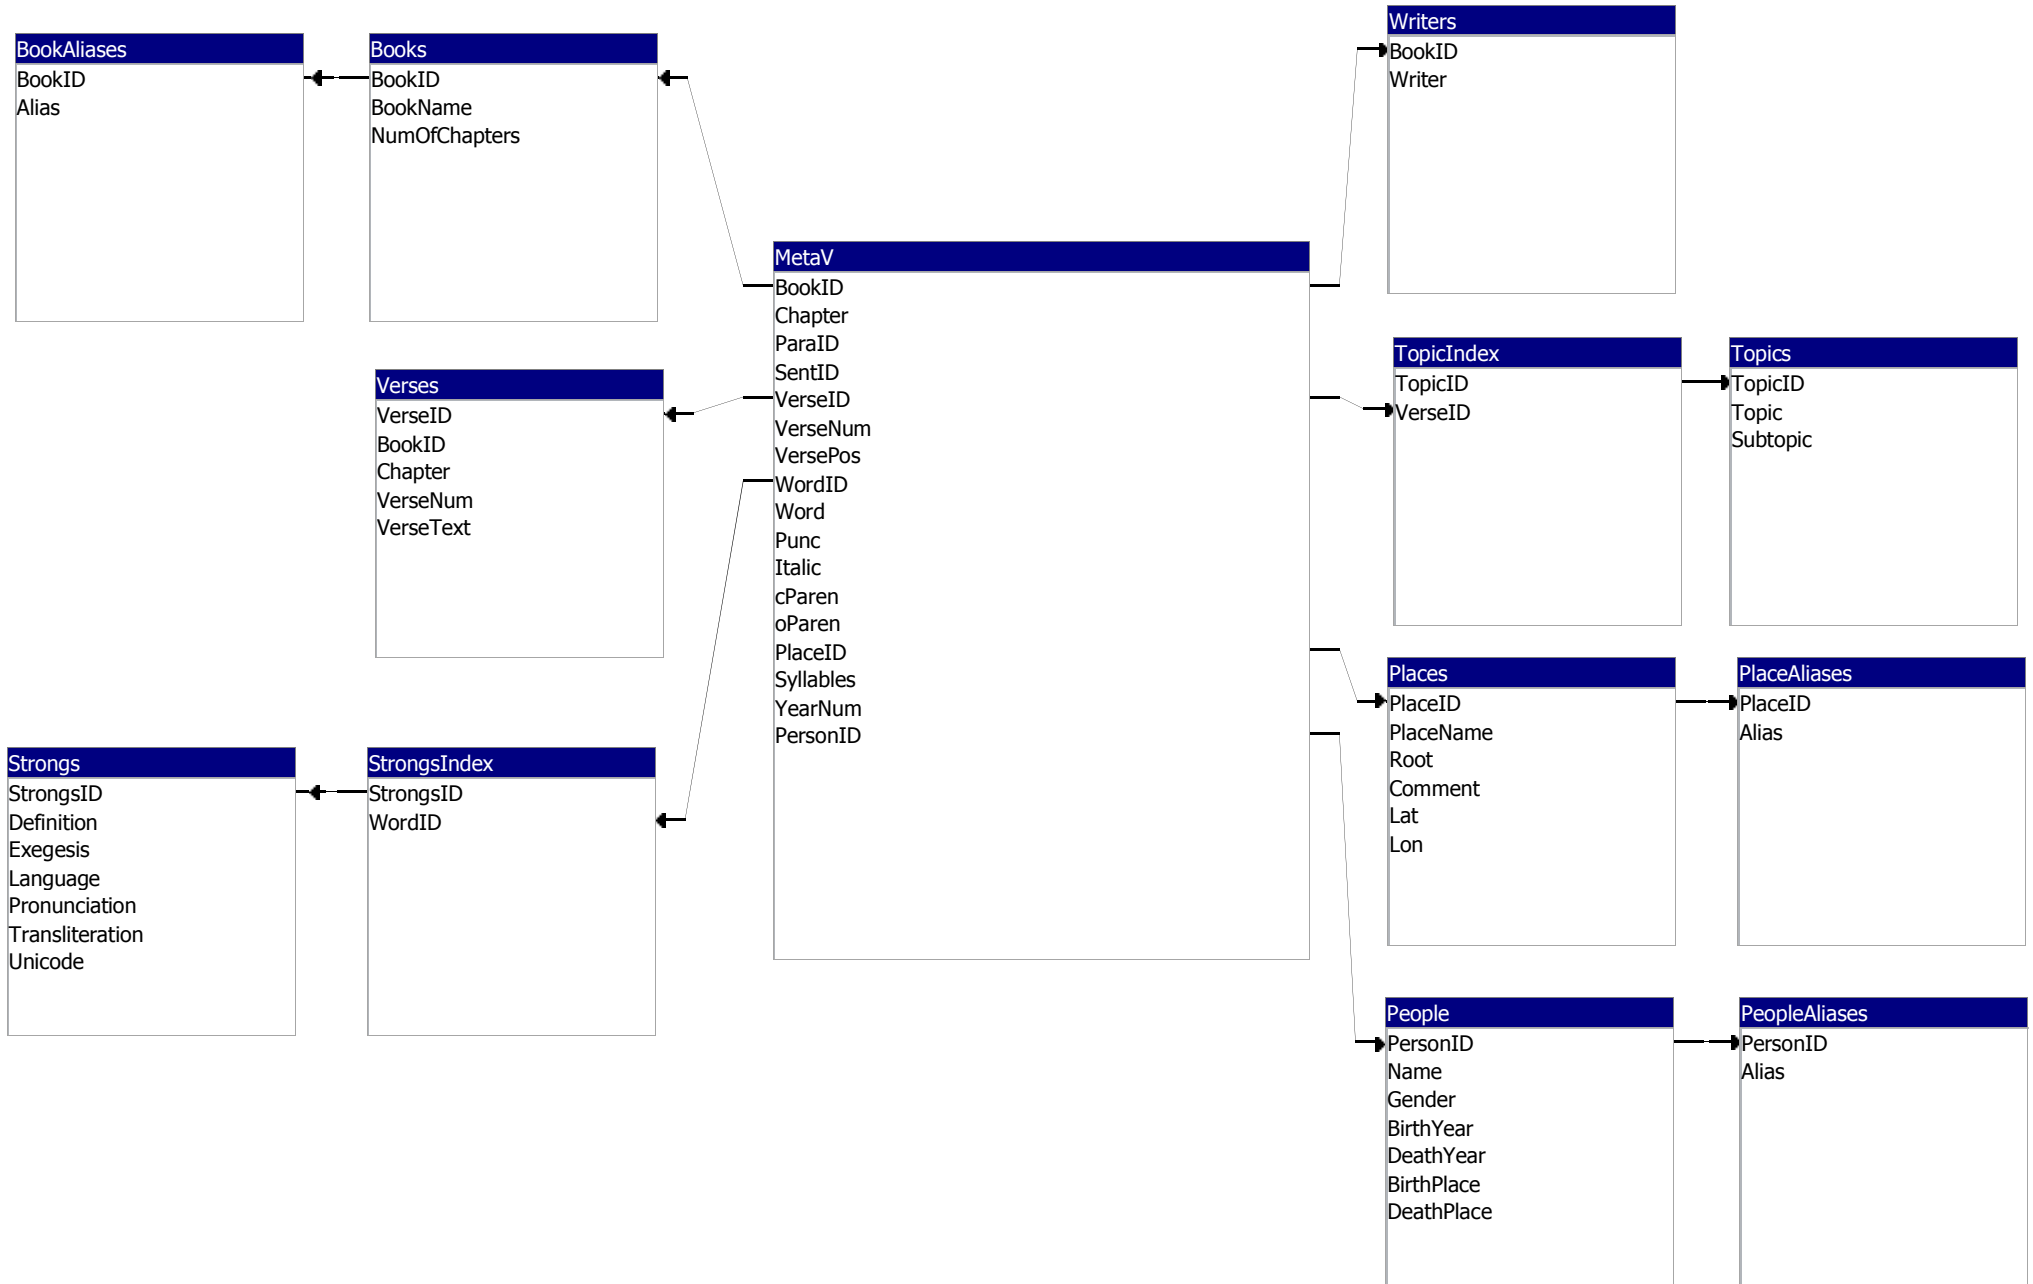 BookAliases
BookID
Alias
Books
BookID
BookName
NumOfChapters
Verses
VerseID
BookID
Chapter
VerseNum
VerseText
Strongs
StrongsID
Definition
Exegesis
Language
Pronunciation
Transliteration
Unicode
StrongsIndex
StrongsID
WordID
MetaV
BookID
Chapter
ParaID
SentID
VerseID
VerseNum
VersePos
WordID
Word
Punc
Italic
cParen
oParen
PlaceID
Syllables
YearNum
PersonID
Writers
BookID
Writer
TopicIndex
TopicID
VerseID
Topics
TopicID
Topic
Subtopic
Places
PlaceID
PlaceName
Root
Comment
Lat
Lon
PlaceAliases
PlaceID
Alias
People
PersonID
Name
Gender
BirthYear
DeathYear
BirthPlace
DeathPlace
PeopleAliases
PersonID
Alias